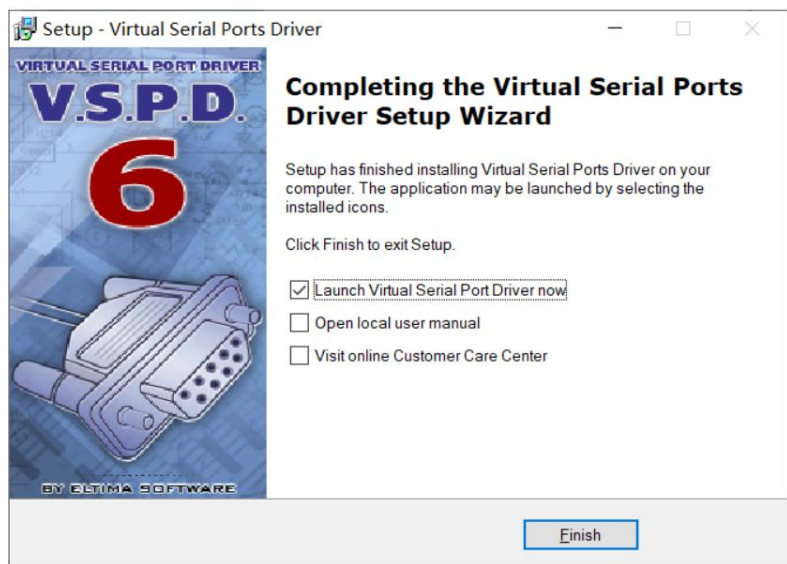 Setup - Virtual Serial Ports Driver
VIRTUAL SERIAL PORT DRIVER
V.S.P.D.
6
BY ELTIMA SOFTWARE
Completing the Virtual Serial Ports
Driver Setup Wizard
Setup has finished installing Virtual Serial Ports Driver on your
computer. The application may be launched by selecting the
installed icons.
Click Finish to exit Setup.
Launch Virtual Serial Port Driver now
Open local user manual
Visit online Customer Care Center
Finish